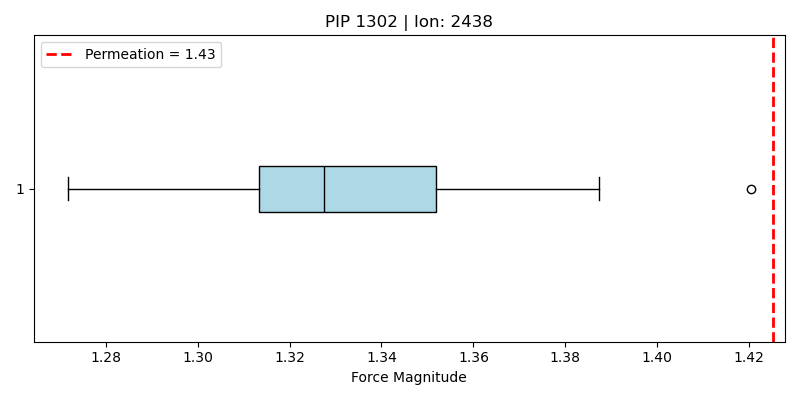 PIP 1302 | Ion: 2438
Permeation = 1.43
1
1.28 1.30 1.32 1.34 1.36 1.38 1.40 1.42
Force Magnitude